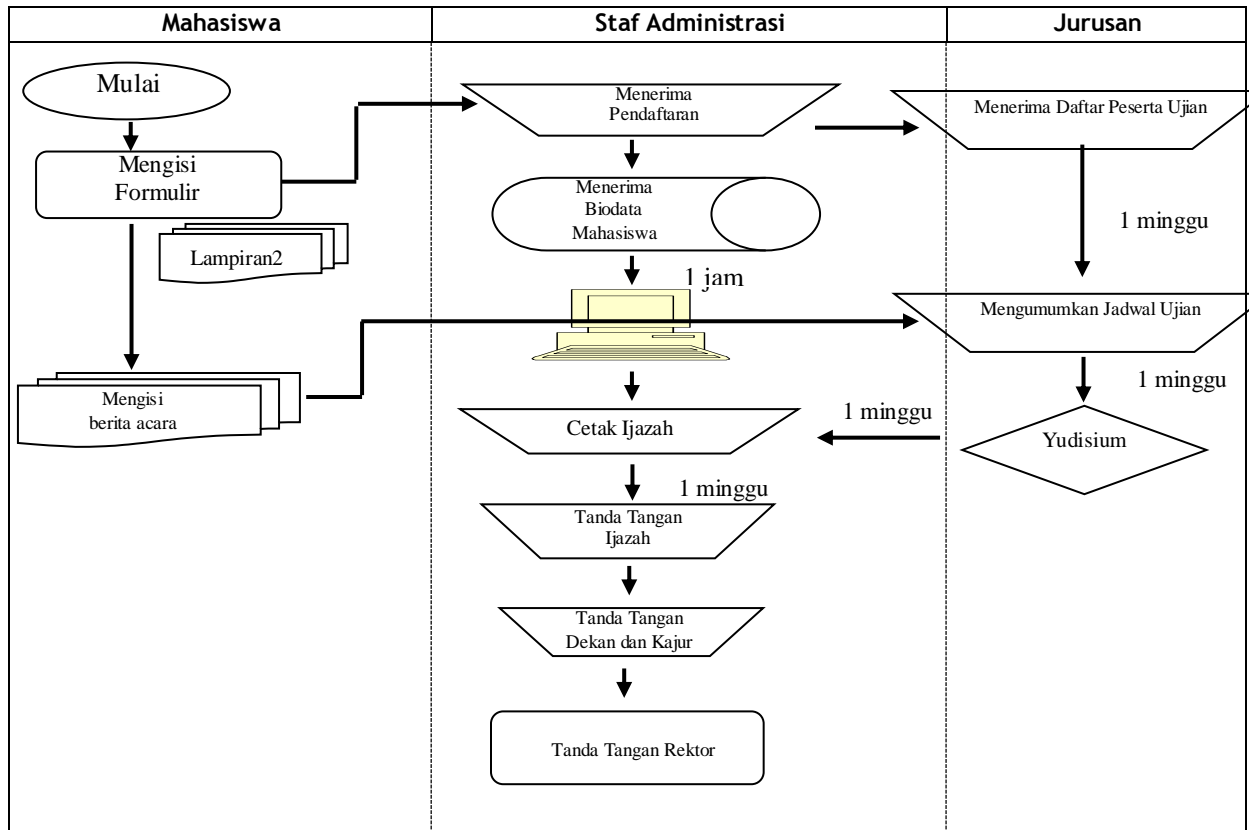 Mahasiswa
Staf Administrasi
Jurusan
Mulai
Mengisi
Formulir
Lampiran2
Mengisi
berita acara
Menerima
Pendaftaran
Menerima
Biodata
Mahasiswa
1 jam
Cetak Ijazah
1 minggu
Tanda Tangan
Ijazah
Tanda Tangan
Dekan dan Kajur
Tanda Tangan Rektor
Menerima Daftar Peserta Ujian
1 minggu
Mengumumkan Jadwal Ujian
1 minggu
Yudisium
1 minggu